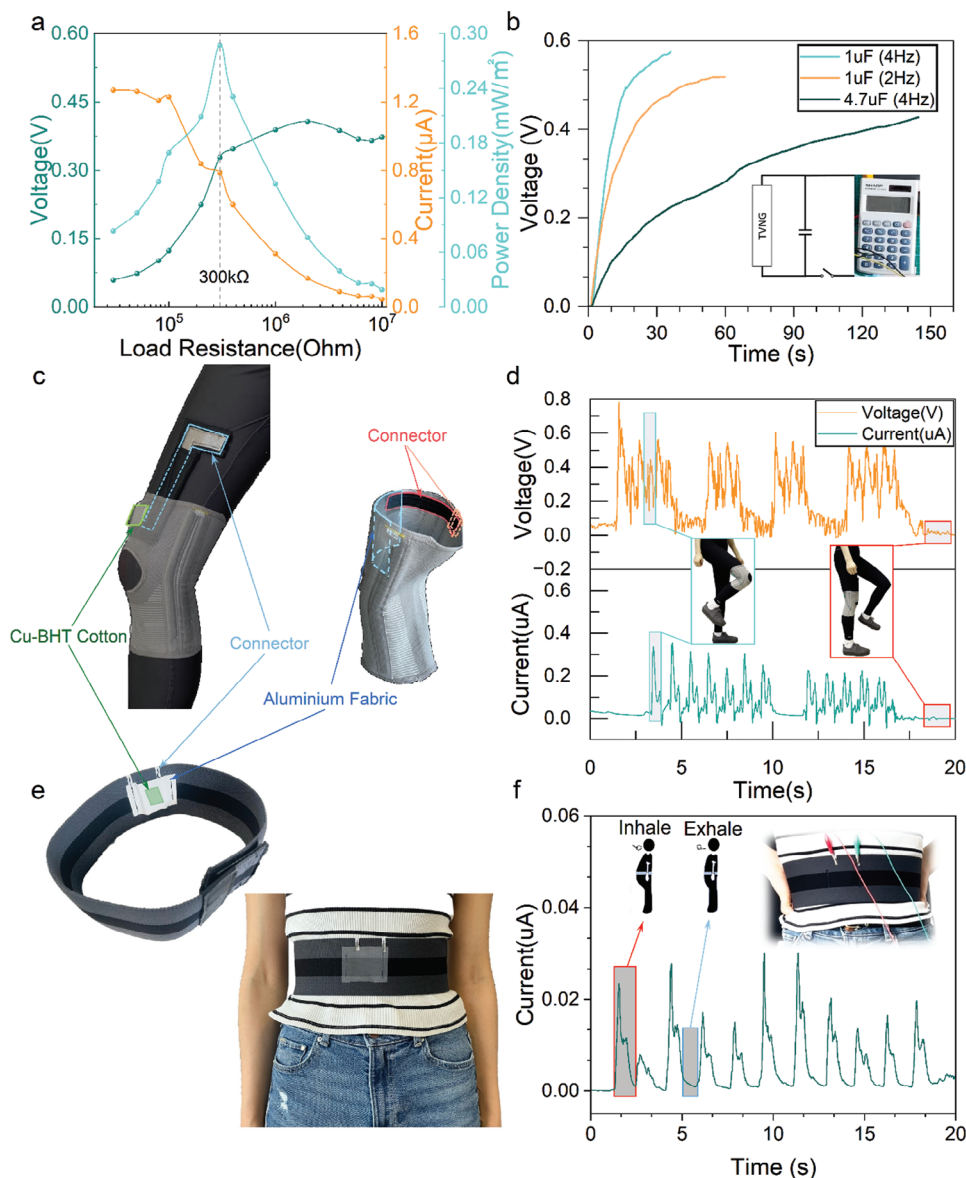 a
0.60
0.45
0.30
0.15
0.00
Voltage(V)
1.6
1.2
0.8
0.4
0.0
Current(μA)
0.30
0.24
0.18
0.12
0.06
0.00
Power Density(mW/m²)
300kΩ
10⁵
10⁶
10⁷
Load Resistance(Ohm)
b
0.6
0.4
0.2
0.0
Voltage (V)
1uF (4Hz)
1uF (2Hz)
4.7uF (4Hz)
TVNG
SHARP
0
30
60
90
120
150
Time (s)
c
Connector
Cu-BHT Cotton
Connector
Aluminium Fabric
d
0.8
0.6
0.4
0.2
0.0
−0.2
Voltage(V)
Voltage(V)
Current(uA)
0.6
0.4
0.2
0.0
Current(uA)
0
5
10
15
20
Time(s)
e
f
0.06
0.04
0.02
0.00
Current(uA)
Inhale
Exhale
0
5
10
15
20
Time (s)